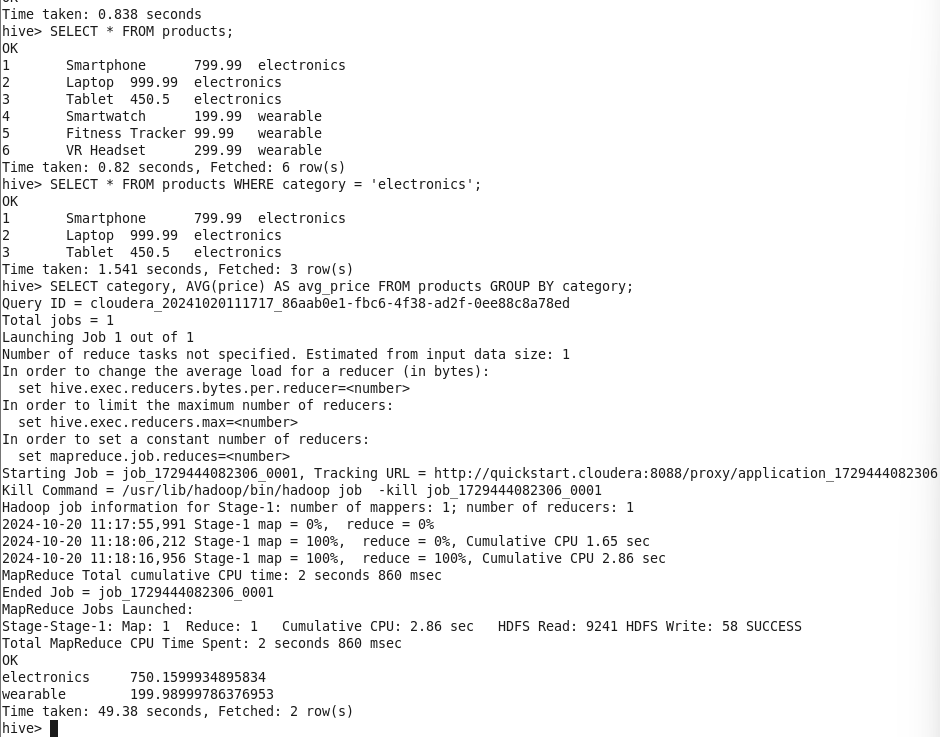 OK
Time taken: 0.838 seconds
hive> SELECT * FROM products;
OK
1       Smartphone      799.99  electronics
2       Laptop  999.99  electronics
3       Tablet  450.5   electronics
4       Smartwatch      199.99  wearable
5       Fitness Tracker 99.99   wearable
6       VR Headset      299.99  wearable
Time taken: 0.82 seconds, Fetched: 6 row(s)
hive> SELECT * FROM products WHERE category = 'electronics';
OK
1       Smartphone      799.99  electronics
2       Laptop  999.99  electronics
3       Tablet  450.5   electronics
Time taken: 1.541 seconds, Fetched: 3 row(s)
hive> SELECT category, AVG(price) AS avg_price FROM products GROUP BY category;
Query ID = cloudera_20241020111717_86aab0e1-fbc6-4f38-ad2f-0ee88c8a78ed
Total jobs = 1
Launching Job 1 out of 1
Number of reduce tasks not specified. Estimated from input data size: 1
In order to change the average load for a reducer (in bytes):
  set hive.exec.reducers.bytes.per.reducer=<number>
In order to limit the maximum number of reducers:
  set hive.exec.reducers.max=<number>
In order to set a constant number of reducers:
  set mapreduce.job.reduces=<number>
Starting Job = job_1729444082306_0001, Tracking URL = http://quickstart.cloudera:8088/proxy/application_1729444082306
Kill Command = /usr/lib/hadoop/bin/hadoop job  -kill job_1729444082306_0001
Hadoop job information for Stage-1: number of mappers: 1; number of reducers: 1
2024-10-20 11:17:55,991 Stage-1 map = 0%,  reduce = 0%
2024-10-20 11:18:06,212 Stage-1 map = 100%,  reduce = 0%, Cumulative CPU 1.65 sec
2024-10-20 11:18:16,956 Stage-1 map = 100%,  reduce = 100%, Cumulative CPU 2.86 sec
MapReduce Total cumulative CPU time: 2 seconds 860 msec
Ended Job = job_1729444082306_0001
MapReduce Jobs Launched:
Stage-Stage-1: Map: 1  Reduce: 1   Cumulative CPU: 2.86 sec   HDFS Read: 9241 HDFS Write: 58 SUCCESS
Total MapReduce CPU Time Spent: 2 seconds 860 msec
OK
electronics     750.1599934895834
wearable        199.98999786376953
Time taken: 49.38 seconds, Fetched: 2 row(s)
hive>